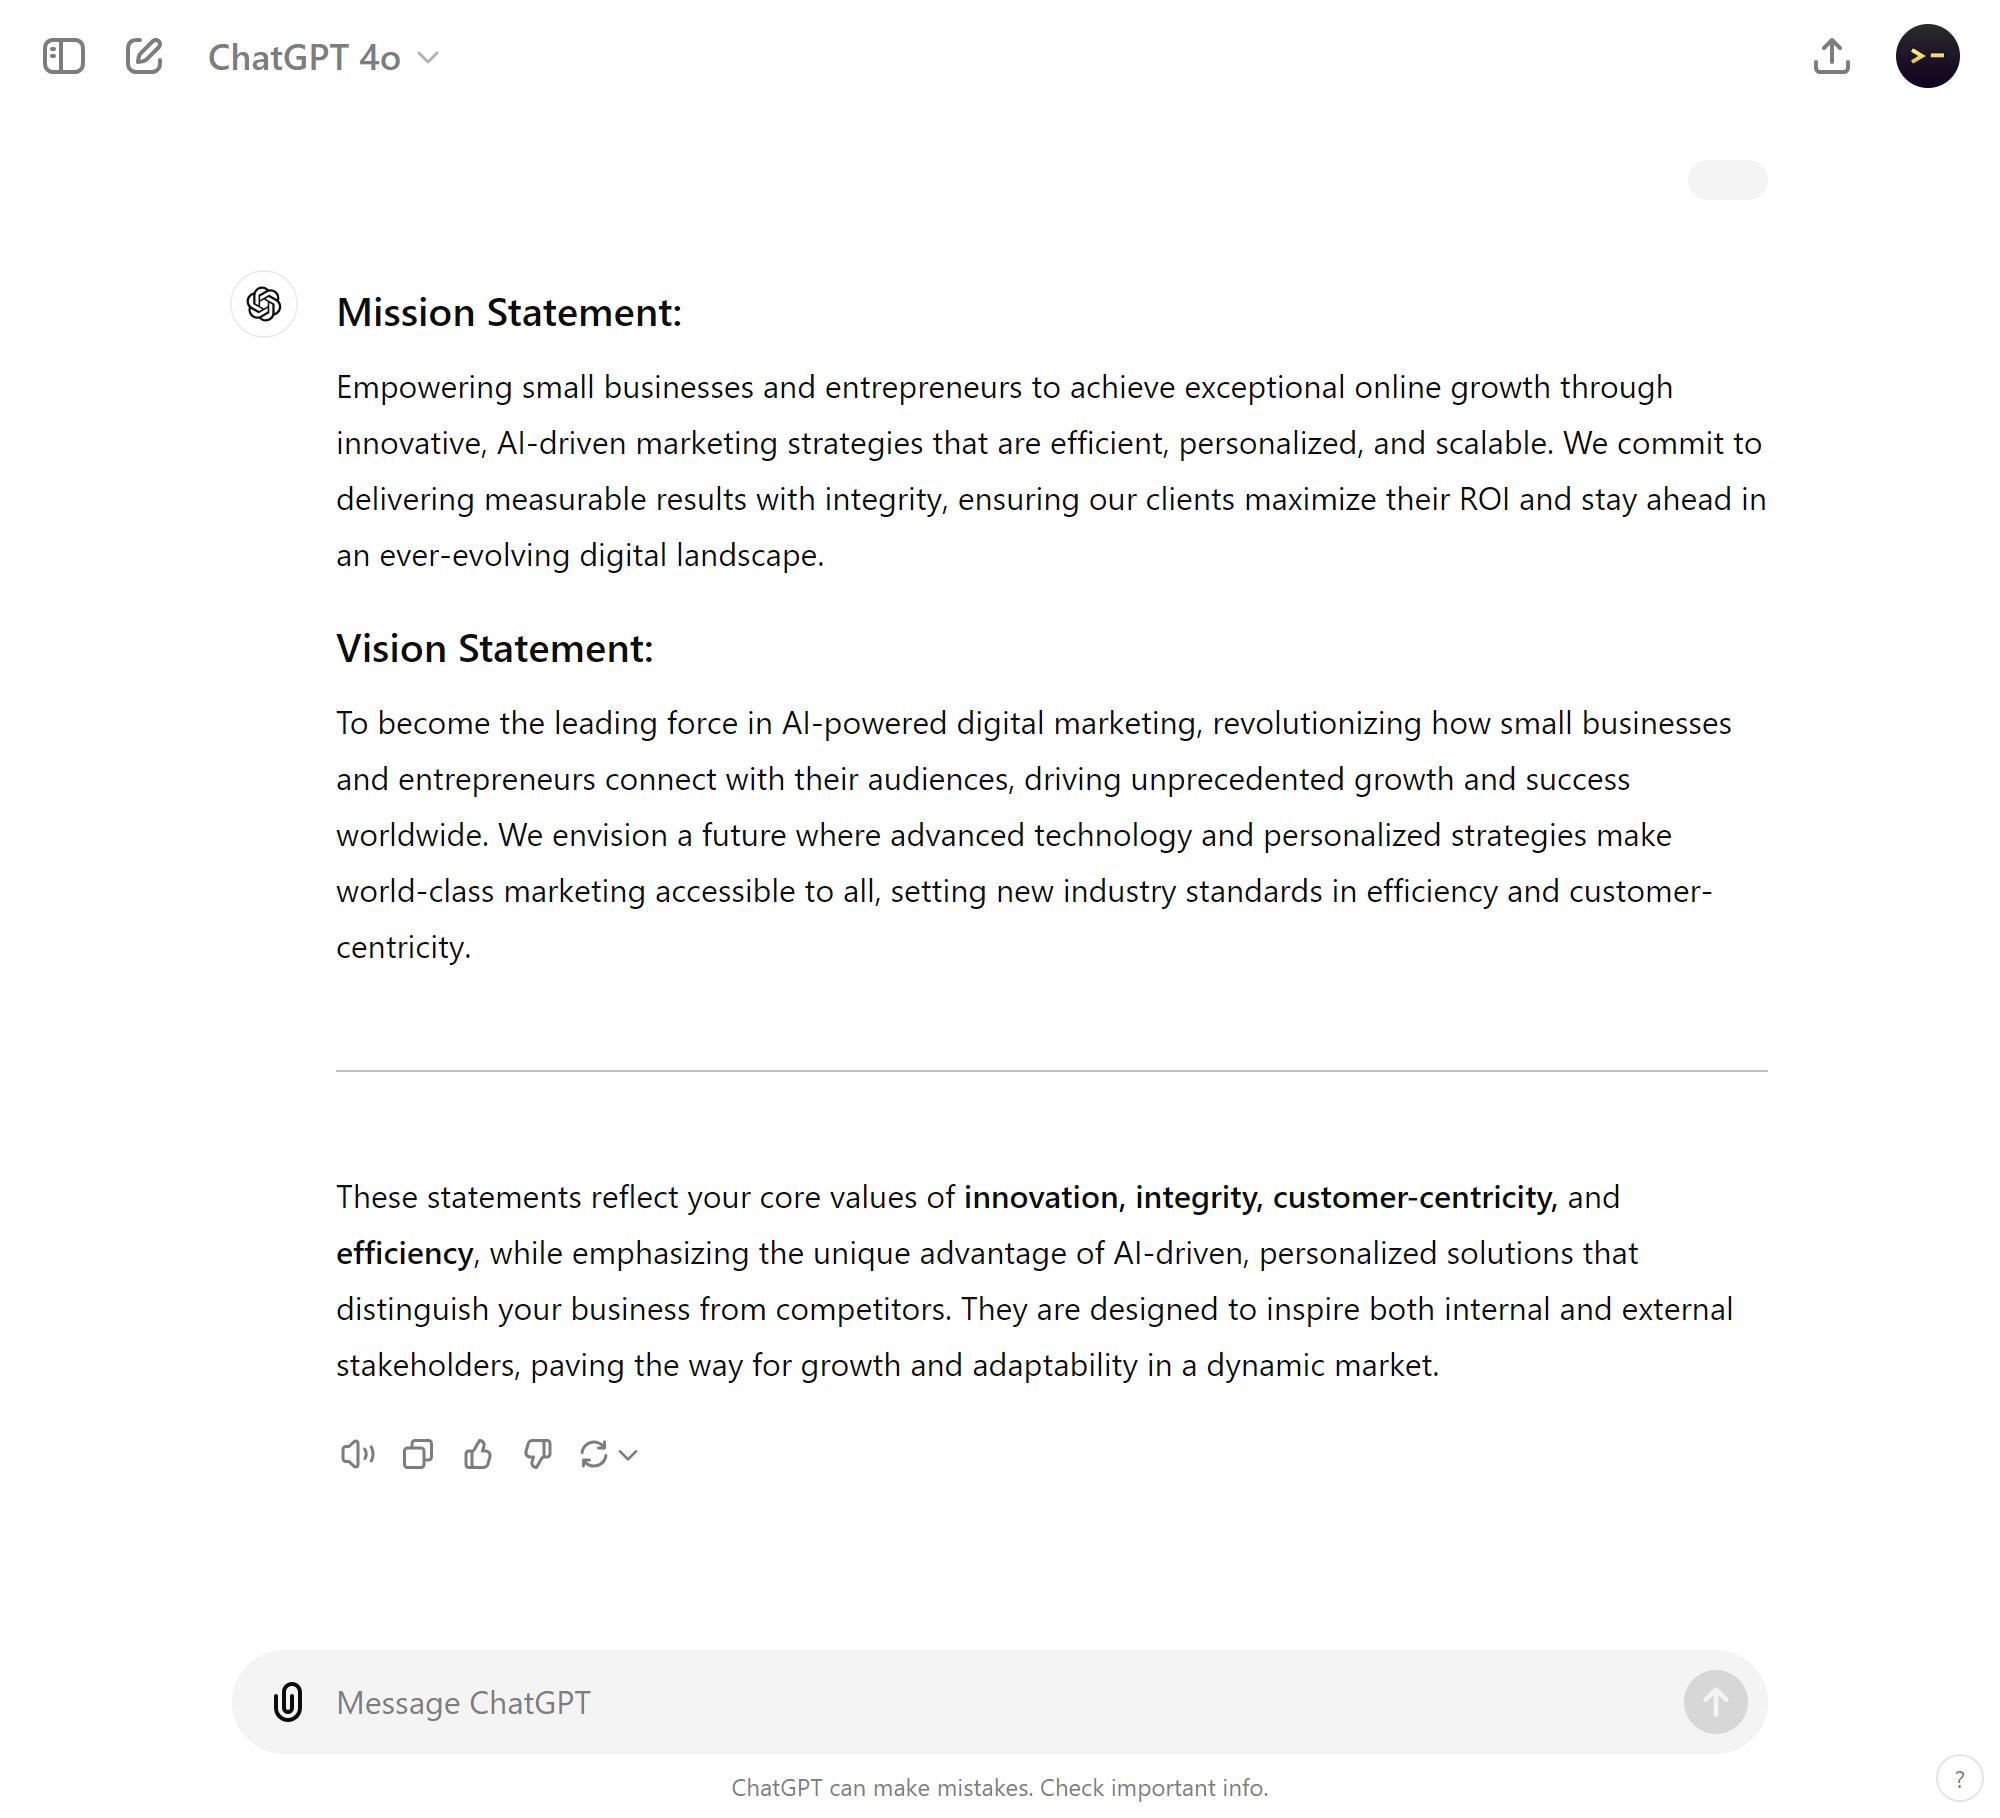 ChatGPT 4o
Mission Statement:
Empowering small businesses and entrepreneurs to achieve exceptional online growth through
innovative, AI-driven marketing strategies that are efficient, personalized, and scalable. We commit to
delivering measurable results with integrity, ensuring our clients maximize their ROI and stay ahead in
an ever-evolving digital landscape.
Vision Statement:
To become the leading force in AI-powered digital marketing, revolutionizing how small businesses
and entrepreneurs connect with their audiences, driving unprecedented growth and success
worldwide. We envision a future where advanced technology and personalized strategies make
world-class marketing accessible to all, setting new industry standards in efficiency and customer-
centricity.
These statements reflect your core values of innovation, integrity, customer-centricity, and
efficiency, while emphasizing the unique advantage of AI-driven, personalized solutions that
distinguish your business from competitors. They are designed to inspire both internal and external
stakeholders, paving the way for growth and adaptability in a dynamic market.
Message ChatGPT
ChatGPT can make mistakes. Check important info.
?